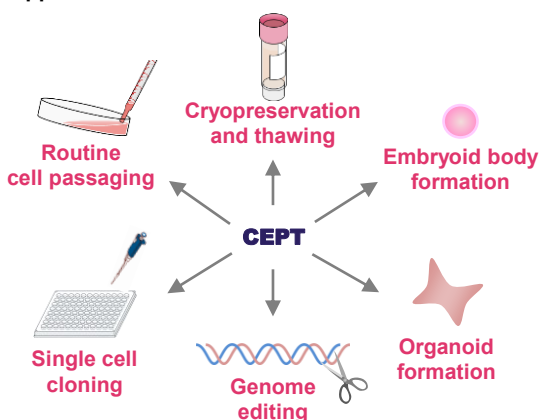 Cryopreservation
and thawing
Routine
cell passaging
Embryoid body
formation
CEPT
Single cell
cloning
Genome
editing
Organoid
formation